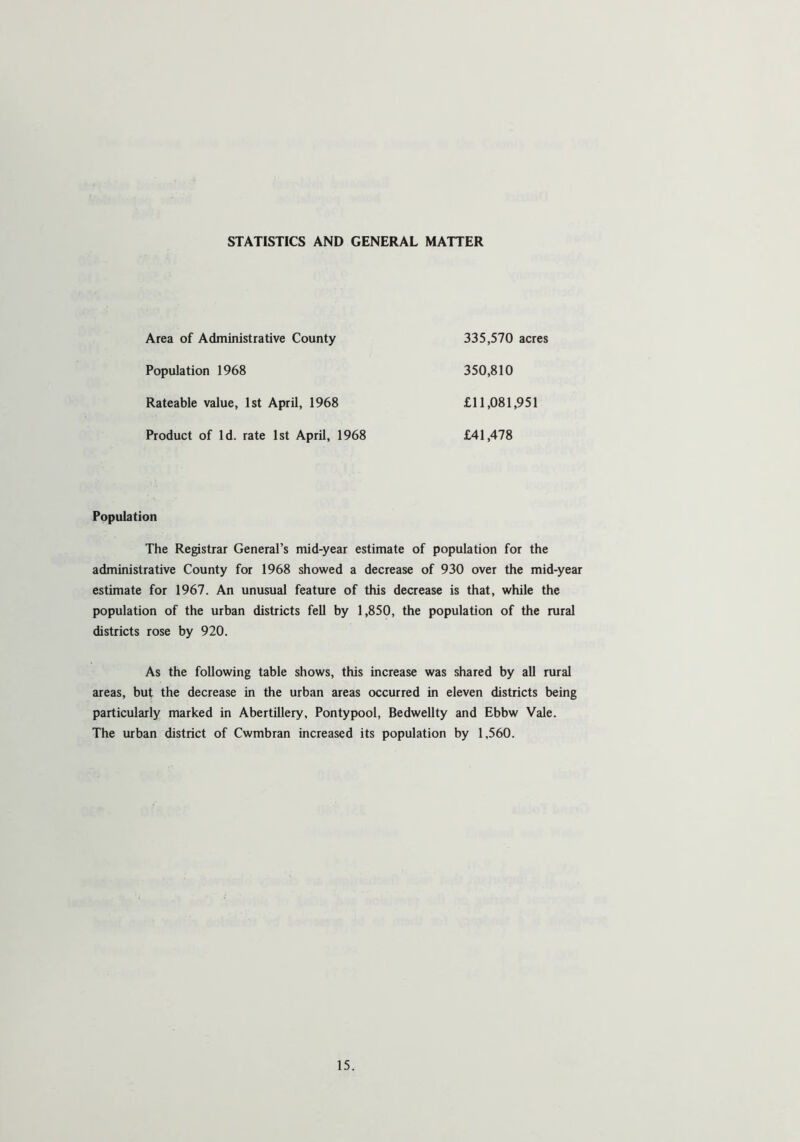 STATISTICS AND GENERAL MATTER
Area of Administrative County 335,570 acres
Population 1968 350,810
Rateable value, 1st April, 1968 £11,081,951
Product of 1d. rate 1st April, 1968 £41,478
Population
The Registrar General's mid-year estimate of population for the
administrative County for 1968 showed a decrease of 930 over the mid-year
estimate for 1967. An unusual feature of this decrease is that, while the
population of the urban districts fell by 1,850, the population of the rural
districts rose by 920.
As the following table shows, this increase was shared by all rural
areas, but the decrease in the urban areas occurred in eleven districts being
particularly marked in Abertillery, Pontypool, Bedwellty and Ebbw Vale.
The urban district of Cwmbran increased its population by 1,560.
15.